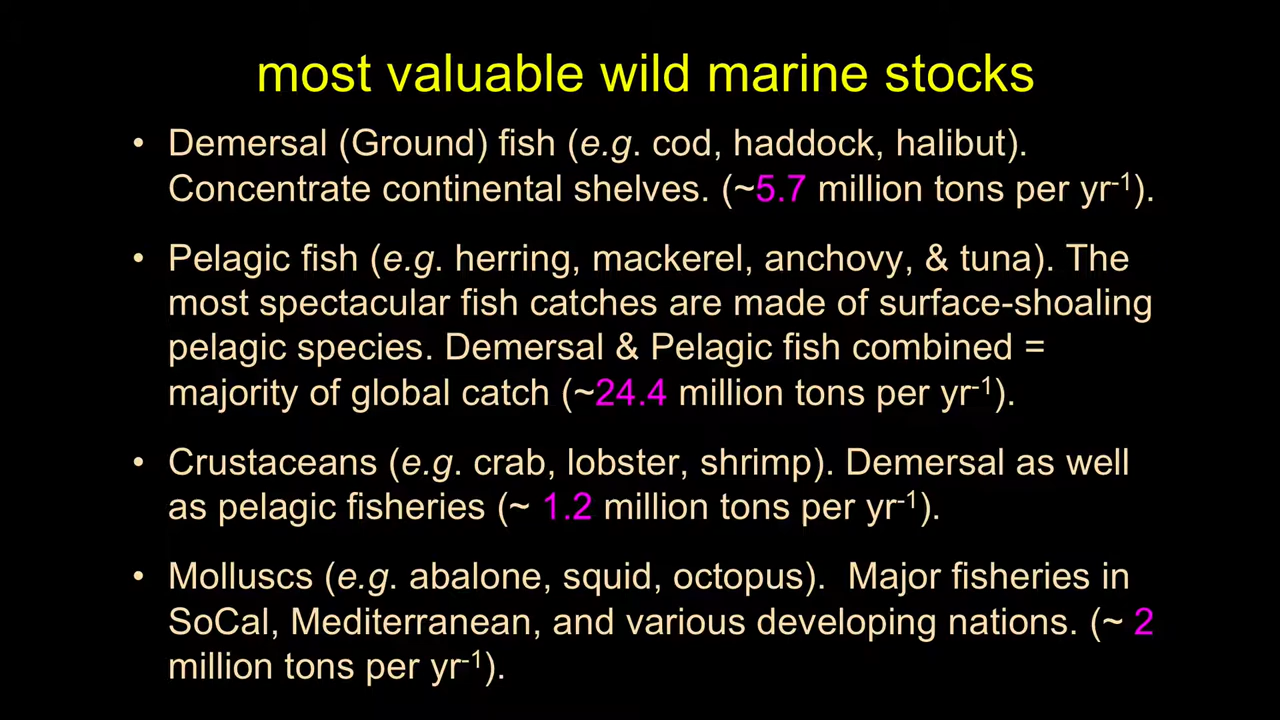 most valuable wild marine stocks
• Demersal (Ground) fish (e.g. cod, haddock, halibut).
Concentrate continental shelves. (~5.7 million tons per yr⁻¹).
• Pelagic fish (e.g. herring, mackerel, anchovy, & tuna). The
most spectacular fish catches are made of surface-shoaling
pelagic species. Demersal & Pelagic fish combined =
majority of global catch (~24.4 million tons per yr⁻¹).
• Crustaceans (e.g. crab, lobster, shrimp). Demersal as well
as pelagic fisheries (~ 1.2 million tons per yr⁻¹).
• Molluscs (e.g. abalone, squid, octopus).  Major fisheries in
SoCal, Mediterranean, and various developing nations. (~ 2
million tons per yr⁻¹).